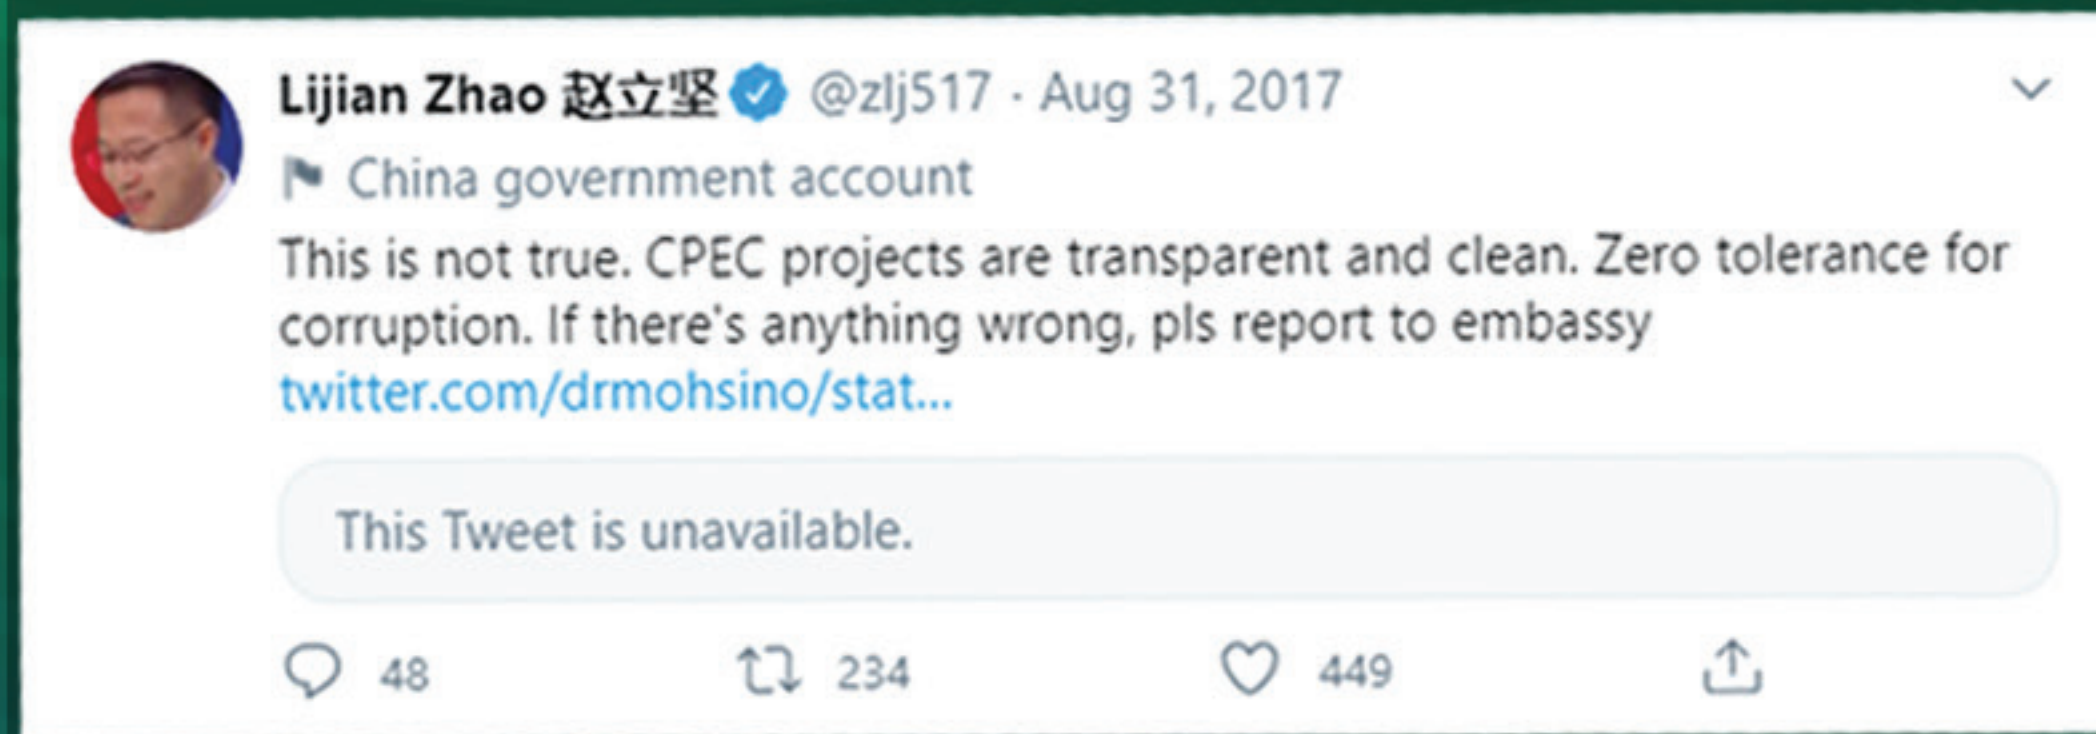 Lijian Zhao 赵立坚 @zlj517 · Aug 31, 2017
China government account
This is not true. CPEC projects are transparent and clean. Zero tolerance for
corruption. If there's anything wrong, pls report to embassy
twitter.com/drmohsino/stat...
This Tweet is unavailable.
48 234 449